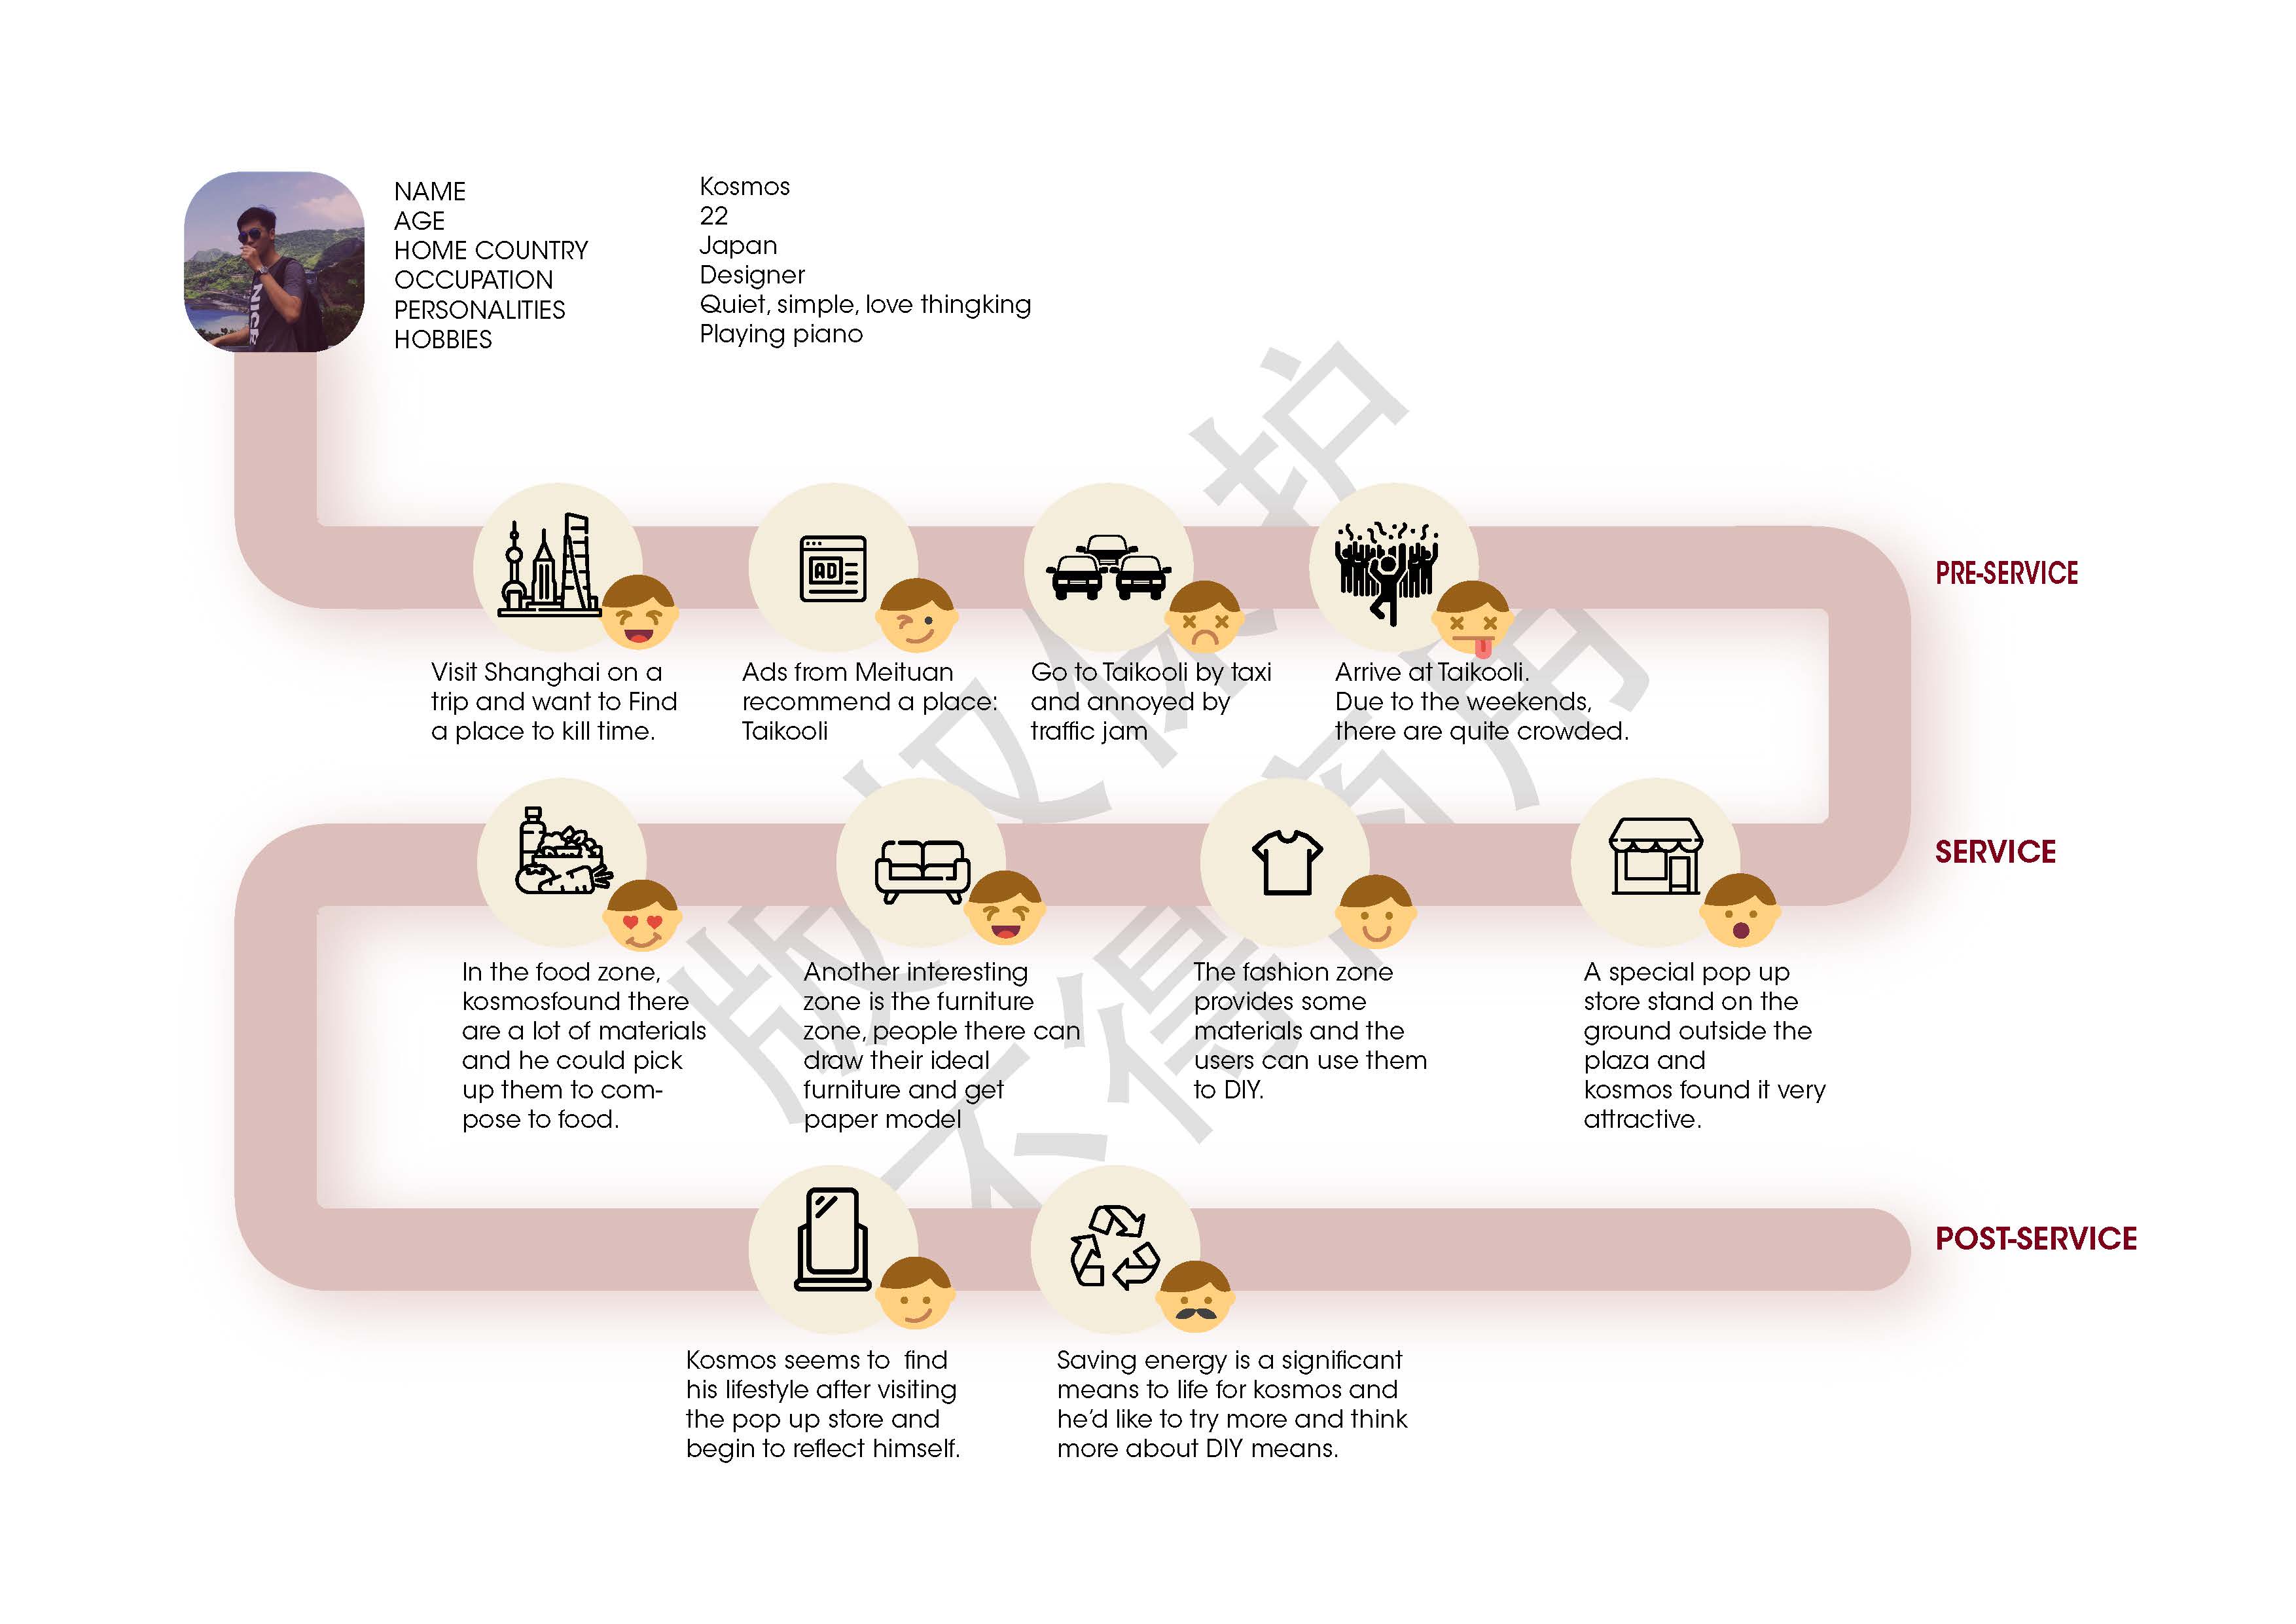 NAME
AGE
HOME COUNTRY
OCCUPATION
PERSONALITIES
HOBBIES
Kosmos
22
Japan
Designer
Quiet, simple, love thingking
Playing piano
NICE
PRE-SERVICE
AD
Visit Shanghai on a
trip and want to Find
a place to kill time.
Ads from Meituan
recommend a place:
Taikooli
Go to Taikooli by taxi
and annoyed by
traffic jam
Arrive at Taikooli.
Due to the weekends,
there are quite crowded.
SERVICE
In the food zone,
kosmosfound there
are a lot of materials
and he could pick
up them to com-
pose to food.
Another interesting
zone is the furniture
zone, people there can
draw their ideal
furniture and get
paper model
The fashion zone
provides some
materials and the
users can use them
to DIY.
A special pop up
store stand on the
ground outside the
plaza and
kosmos found it very
attractive.
POST-SERVICE
Kosmos seems to  find
his lifestyle after visiting
the pop up store and
begin to reflect himself.
Saving energy is a significant
means to life for kosmos and
he’d like to try more and think
more about DIY means.
版权保护
不得商用